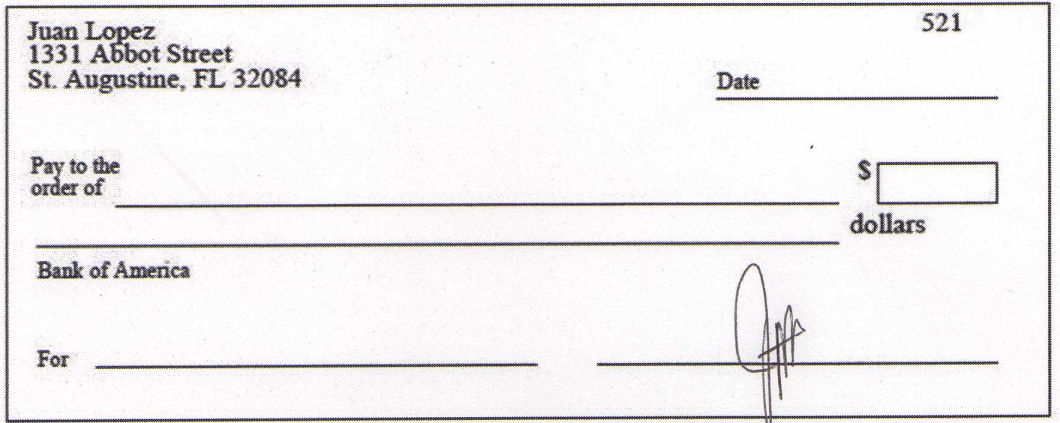 Juan Lopez
1331 Abbot Street
St. Augustine, FL 32084
521
Date
Pay to the
order of
$
dollars
Bank of America
For